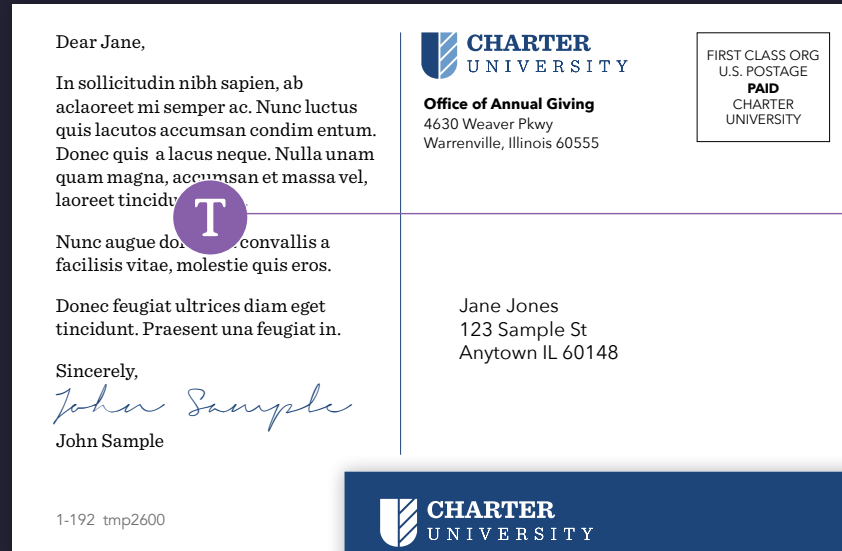 Dear Jane,
In sollicitudin nibh sapien, ab
aclaoreet mi semper ac. Nunc luctus
quis lacutos accumsan condim entum.
Donec quis a lacus neque. Nulla unam
quam magna, accumsan et massa vel,
laoreet
T
Nunc augue convallis a
facilisis vitae, molestie quis eros.
Donec feugiat ultrices diam eget
tincidunt. Praesent una feugiat in.
Sincerely,
John Sample
John Sample
1-192 tmp2600
CHARTER
UNIVERSITY
Office of Annual Giving
4630 Weaver Pkwy
Warrenville, Illinois 60555
FIRST CLASS ORG
U.S. POSTAGE
PAID
CHARTER
UNIVERSITY
Jane Jones
123 Sample St
Anytown IL 60148
CHARTER
UNIVERSITY